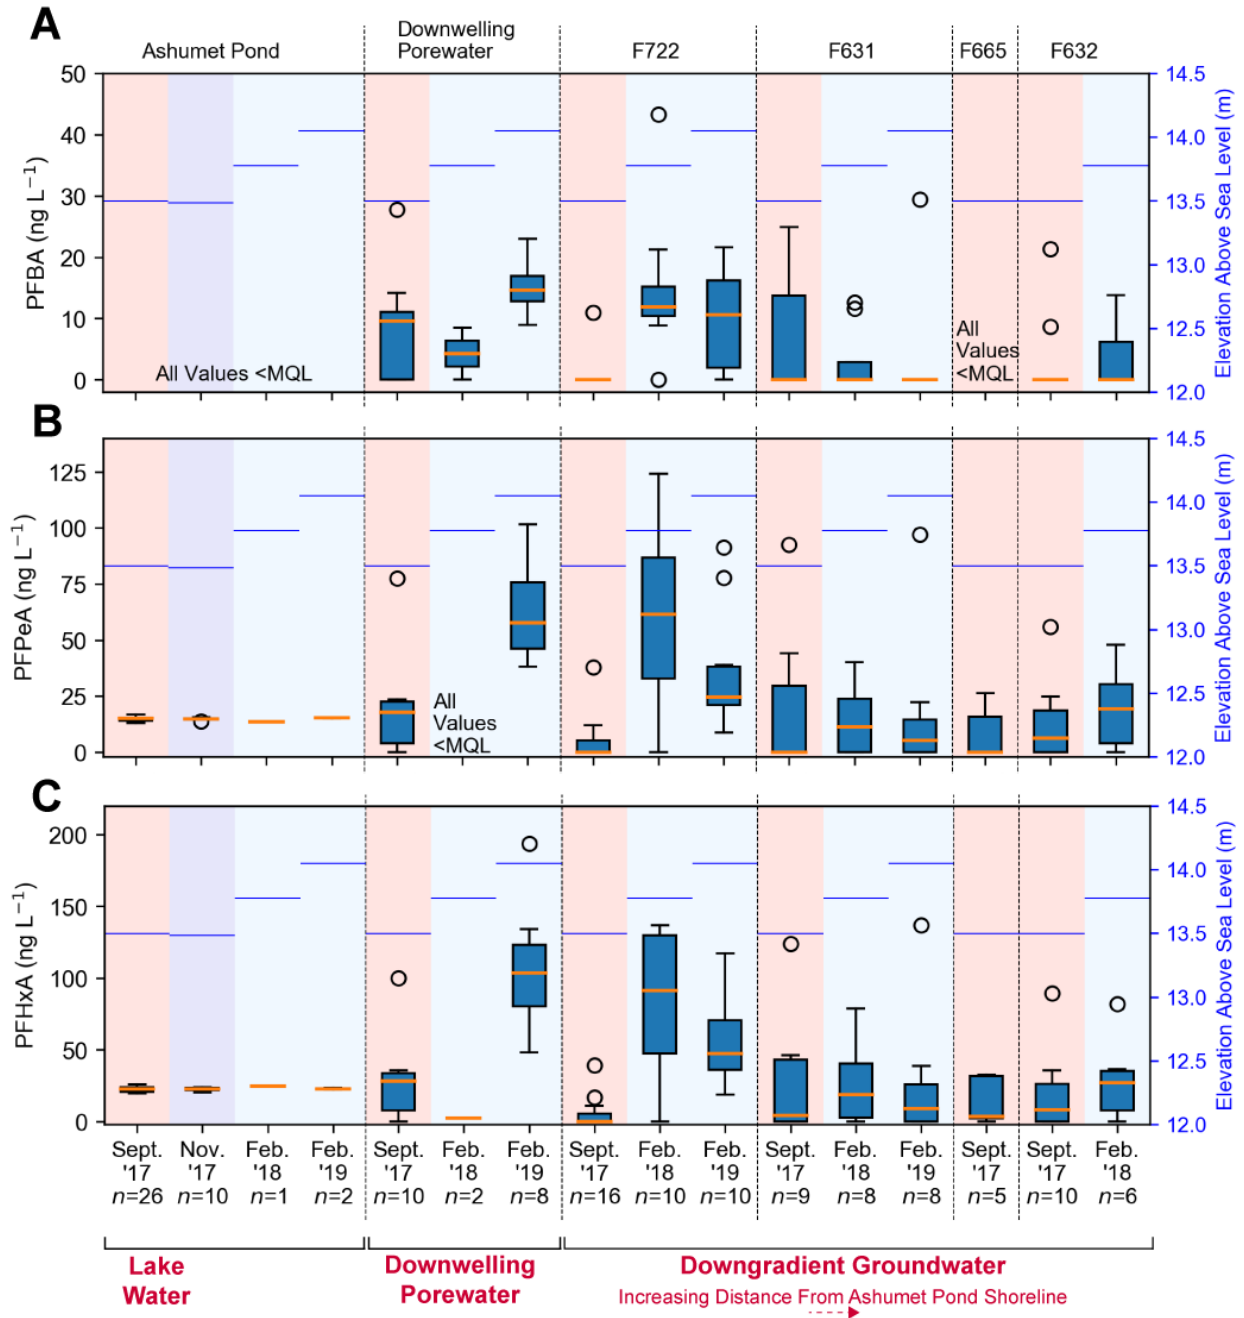 A
Ashumet Pond
Downwelling
Porewater
F722
F631
F665
F632
PFBA (ng L⁻¹)
50
40
30
20
10
0
All Values <MQL
All
Values
<MQL
14.5
14.0
13.5
13.0
12.5
12.0
Elevation Above Sea Level (m)
B
PFPeA (ng L⁻¹)
125
100
75
50
25
0
All
Values
<MQL
14.5
14.0
13.5
13.0
12.5
12.0
Elevation Above Sea Level (m)
C
PFHxA (ng L⁻¹)
200
150
100
50
0
14.5
14.0
13.5
13.0
12.5
12.0
Elevation Above Sea Level (m)
Sept. Nov. Feb. Feb. Sept. Feb. Feb. Sept. Feb. Feb. Sept. Feb. Feb. Sept. Sept. Feb.
'17 '17 '18 '19 '17 '18 '19 '17 '18 '19 '17 '18 '19 '17 '17 '18
n=26 n=10 n=1 n=2 n=10 n=2 n=8 n=16 n=10 n=10 n=9 n=8 n=8 n=5 n=10 n=6
Lake
Water
Downwelling
Porewater
Downgradient Groundwater
Increasing Distance From Ashumet Pond Shoreline